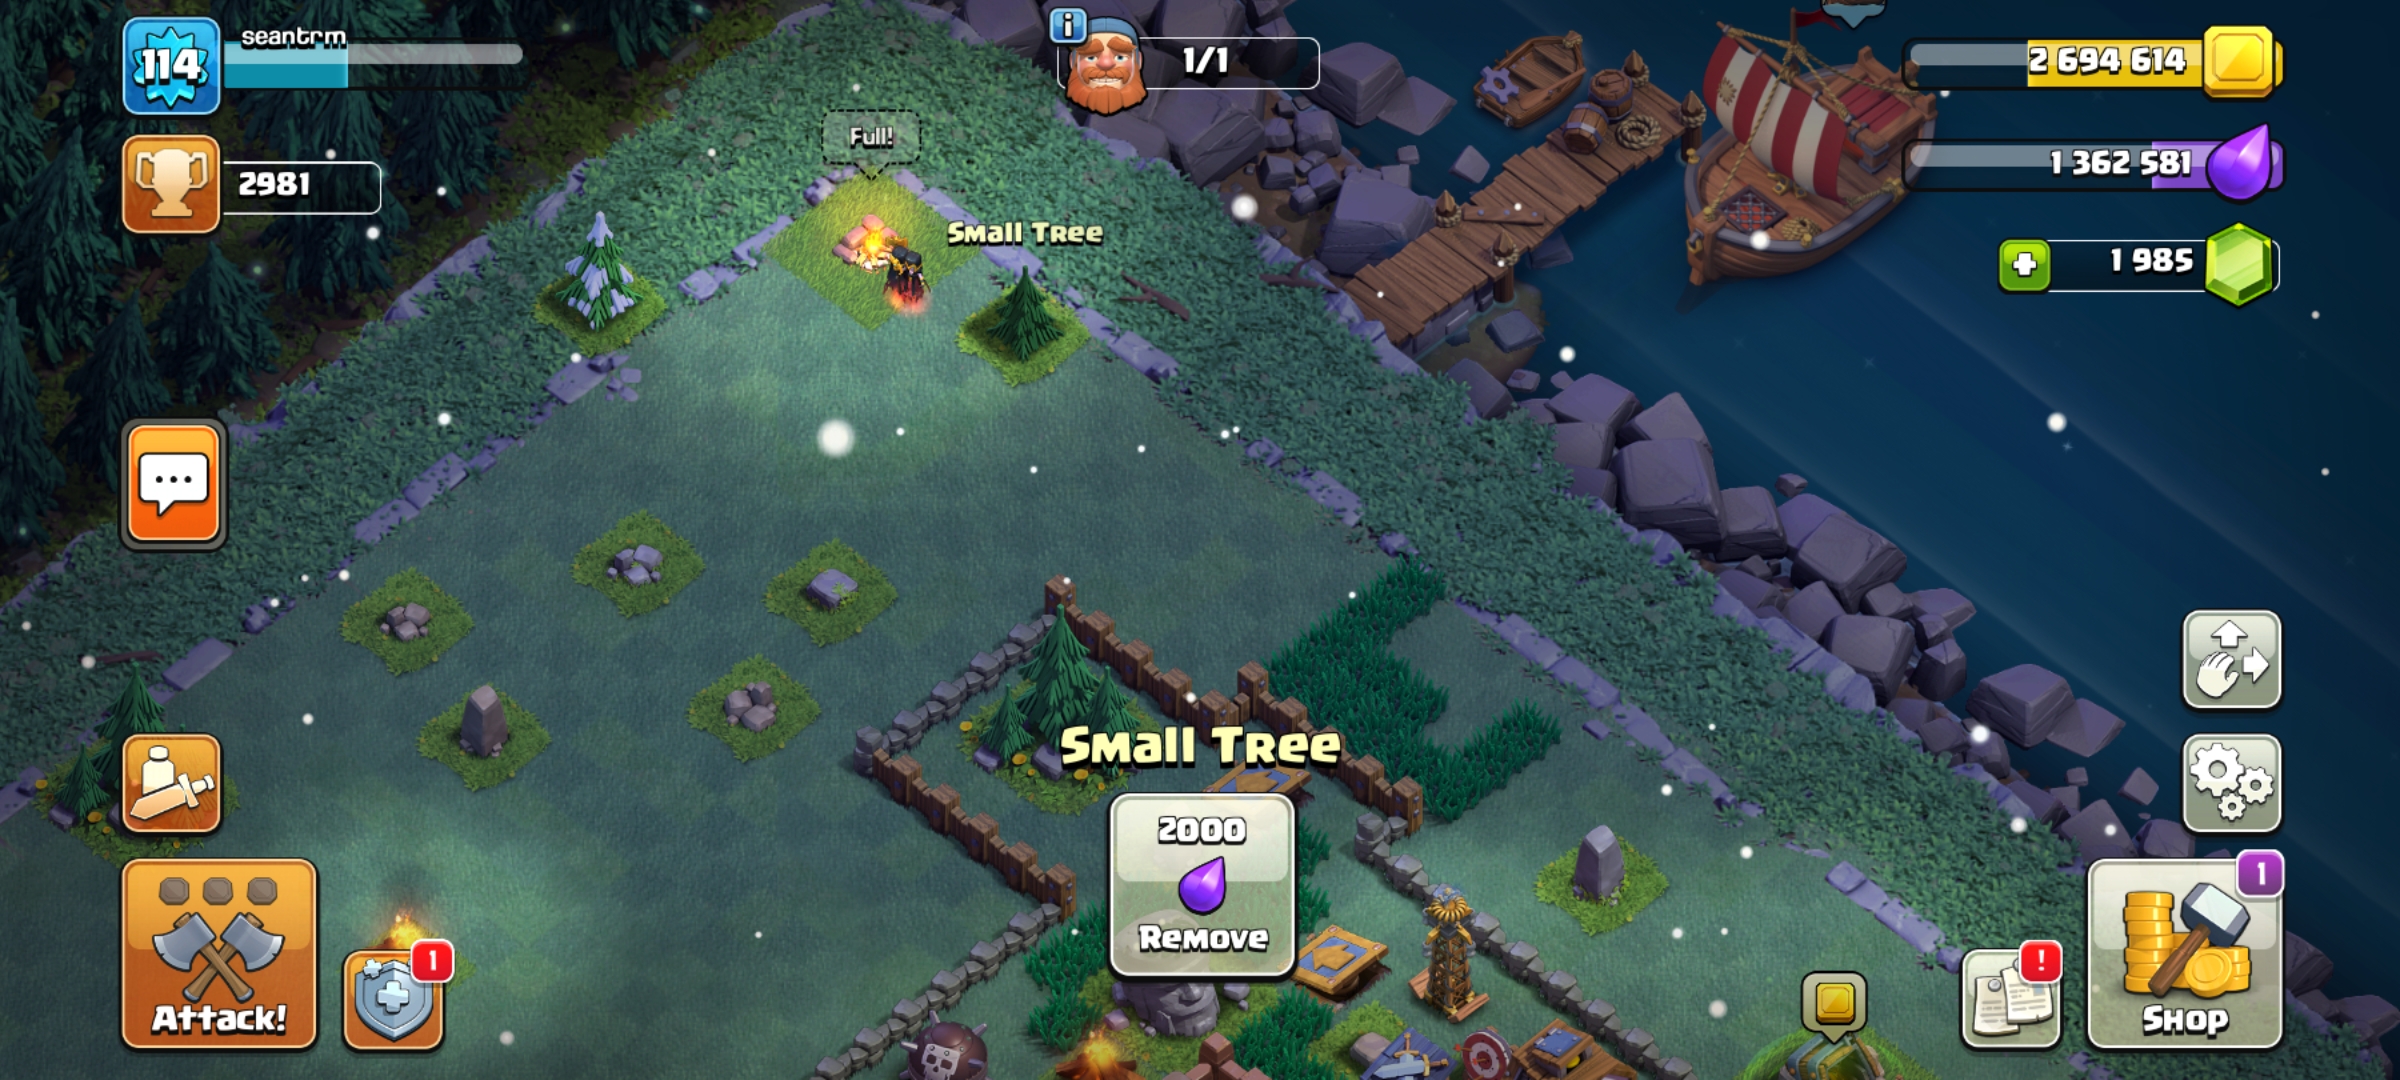 114
seantrm
i
1/1
2 694 614
Full!
1 362 581
2981
Small Tree
1 985
Small Tree
2000
Remove
1
1
!
Attack!
Shop